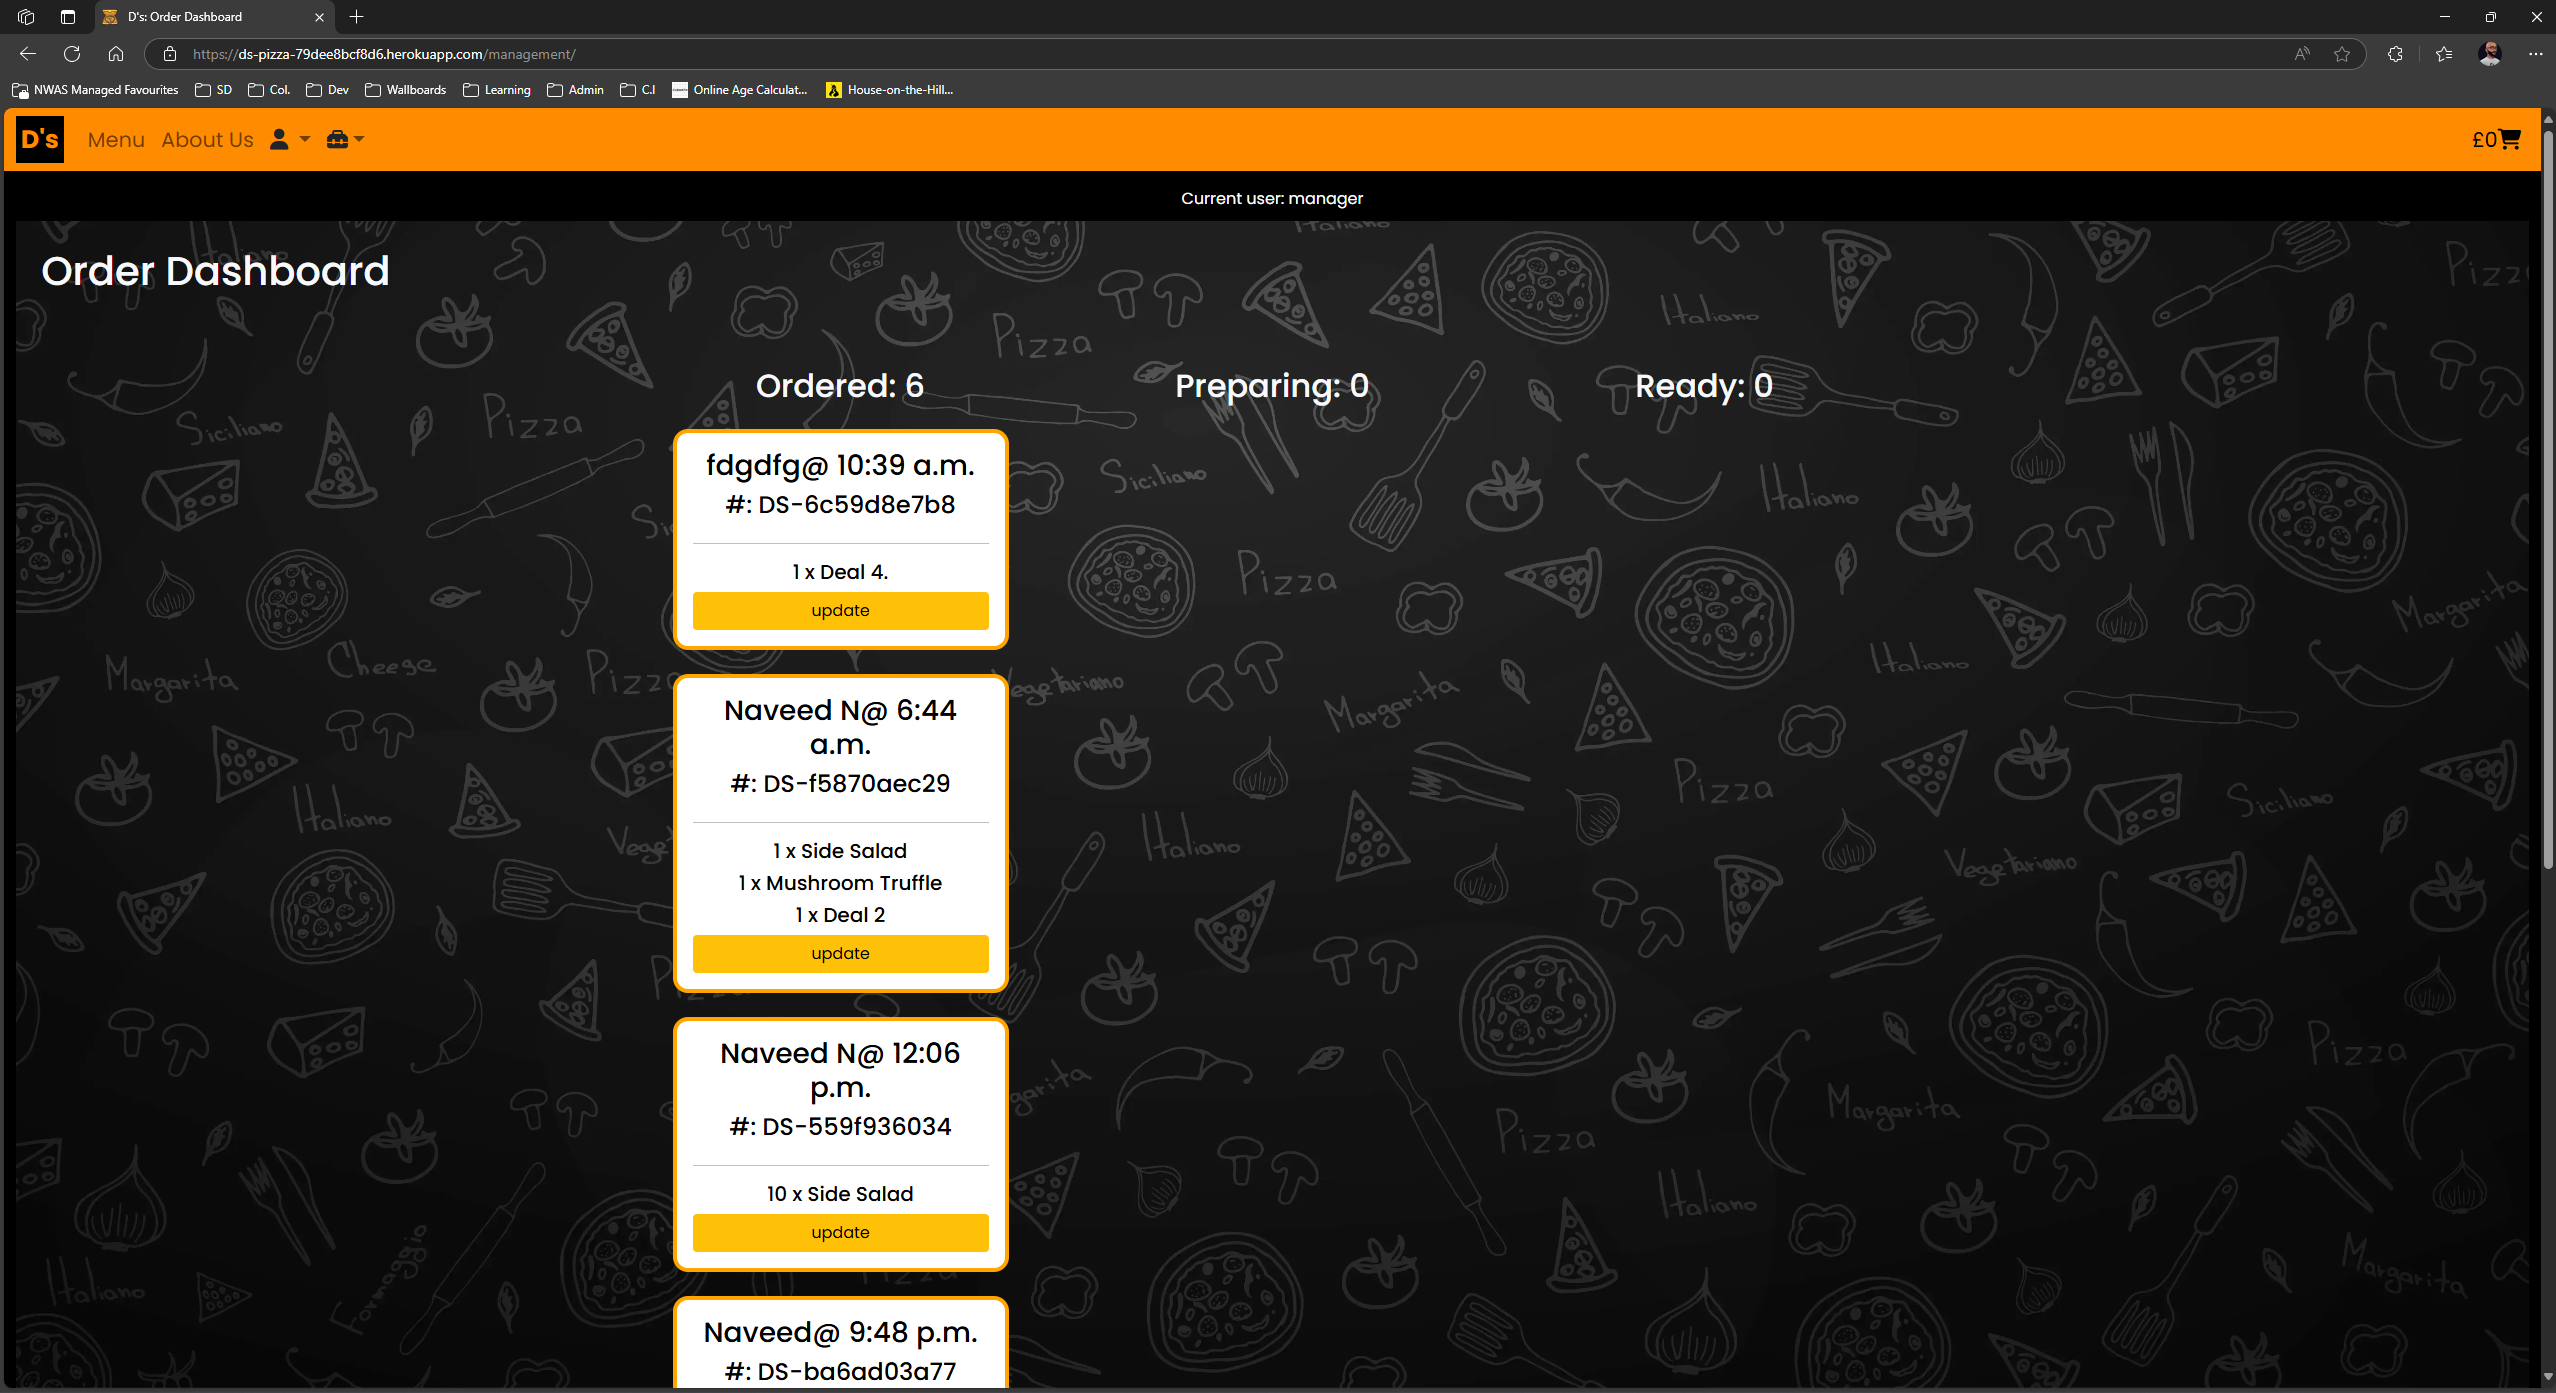 D's: Order Dashboard
https://ds-pizza-79dee8bcf8d6.herokuapp.com/management/
NWAS Managed Favourites SD Col. Dev Wallboards Learning Admin C.I Online Age Calculat... House-on-the-Hill...
D's Menu About Us £0
Current user: manager
Order Dashboard
Ordered: 6 Preparing: 0 Ready: 0
fdgdfg@ 10:39 a.m.
#: DS-6c59d8e7b8
1 x Deal 4.
update
Naveed N@ 6:44
a.m.
#: DS-f5870aec29
1 x Side Salad
1 x Mushroom Truffle
1 x Deal 2
update
Naveed N@ 12:06
p.m.
#: DS-559f936034
10 x Side Salad
update
Naveed@ 9:48 p.m.
#: DS-ba6ad03a77